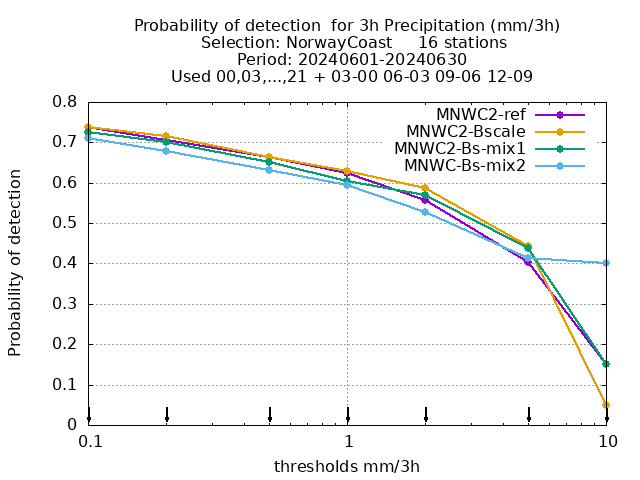 Probability of detection  for 3h Precipitation (mm/3h)
Selection: NorwayCoast     16 stations
Period: 20240601-20240630
Used 00,03,...,21 + 03-00 06-03 09-06 12-09
MNWC2-ref
MNWC2-Bscale
MNWC2-Bs-mix1
MNWC-Bs-mix2
Probability of detection
0.8
0.7
0.6
0.5
0.4
0.3
0.2
0.1
0
0.1 1 10
thresholds mm/3h